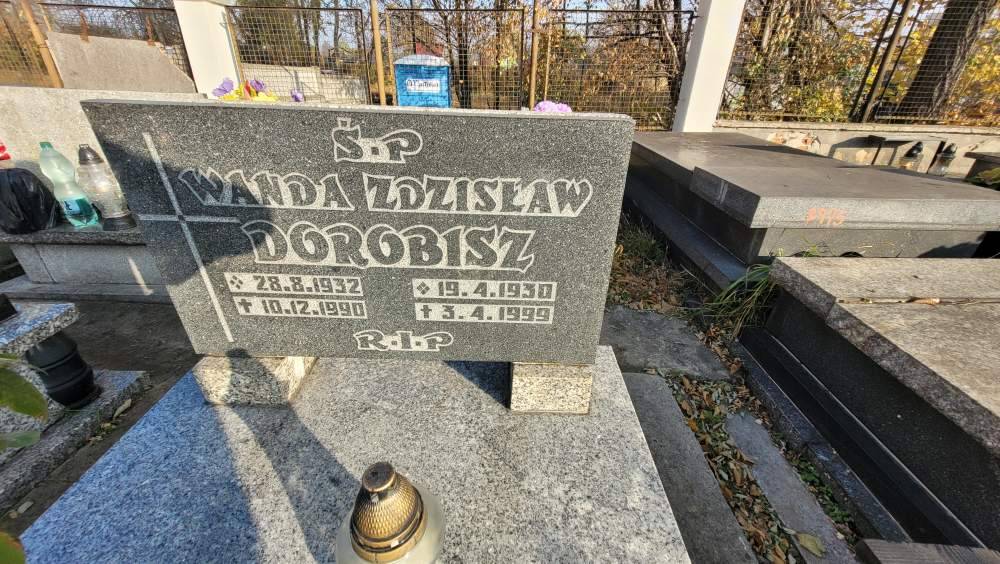 Ś.P
WANDA ZDZISŁAW
DOROBISZ
28.8.1932 19.4.1930
✝ 10.12.1990 ✝ 3.4.1999
R.I.P